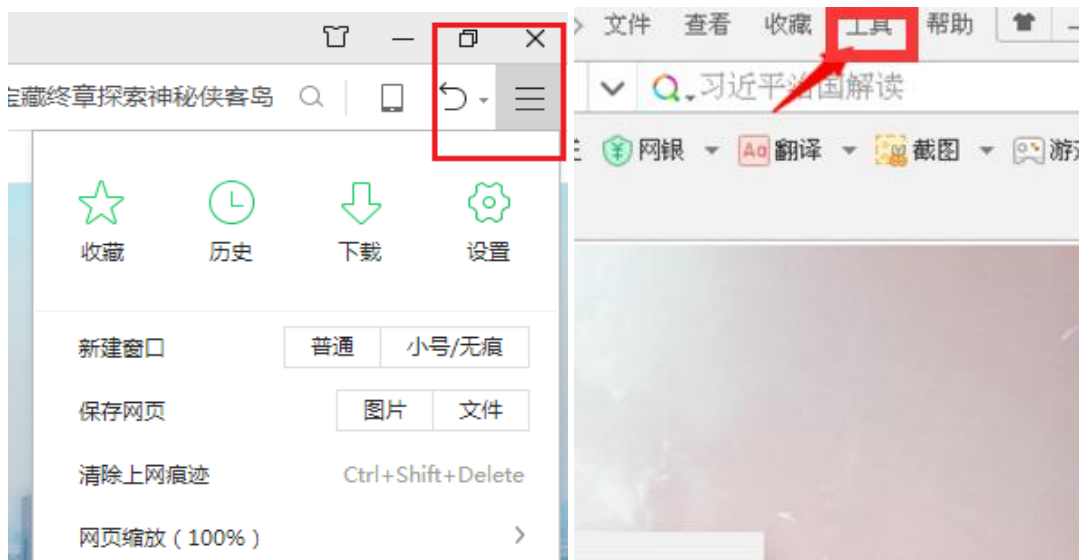 金藏终章探索神秘侠客岛
收藏 历史 下载 设置
新建窗口 普通 小号/无痕
保存网页 图片 文件
清除上网痕迹 Ctrl+Shift+Delete
网页缩放（100%）
文件 查看 收藏 工具 帮助
习近平治国解读
网银 Aa 翻译 截图 游戏